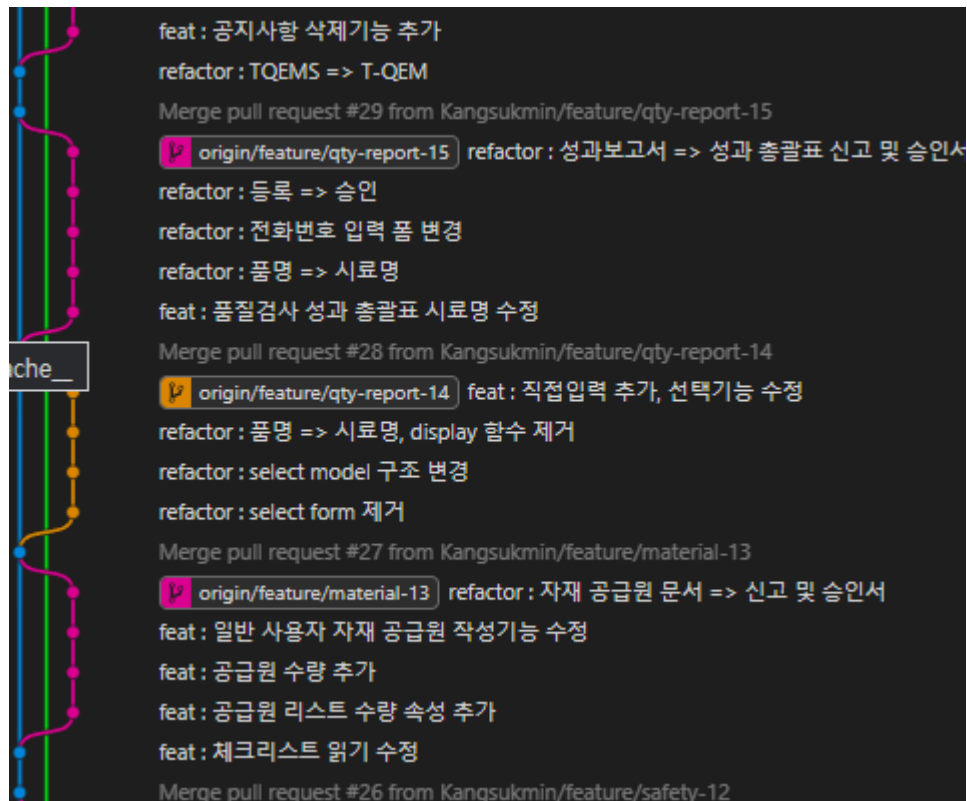 feat : 공지사항 삭제기능 추가
refactor : TQEMS => T-QEM
Merge pull request #29 from Kangsukmin/feature/qty-report-15
origin/feature/qty-report-15 refactor : 성과보고서 => 성과 총괄표 신고 및 승인서
refactor : 등록 => 승인
refactor : 전화번호 입력 폼 변경
refactor : 품명 => 시료명
feat : 품질검사 성과 총괄표 시료명 수정
Merge pull request #28 from Kangsukmin/feature/qty-report-14
ache__
origin/feature/qty-report-14 feat : 직접입력 추가, 선택기능 수정
refactor : 품명 => 시료명, display 함수 제거
refactor : select model 구조 변경
refactor : select form 제거
Merge pull request #27 from Kangsukmin/feature/material-13
origin/feature/material-13 refactor : 자재 공급원 문서 => 신고 및 승인서
feat : 일반 사용자 자재 공급원 작성기능 수정
feat : 공급원 수량 추가
feat : 공급원 리스트 수량 속성 추가
feat : 체크리스트 읽기 수정
Merge pull request #26 from Kangsukmin/feature/safety-12